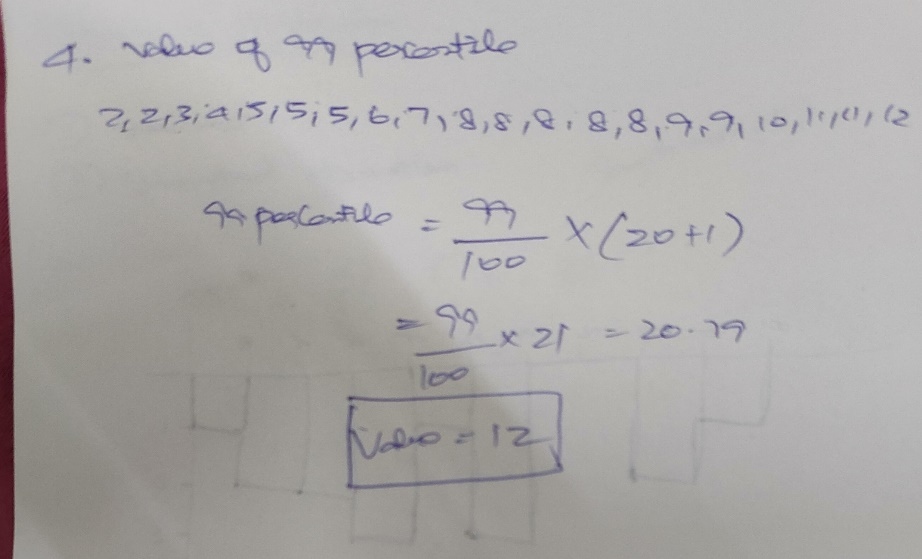 4. value of 99 percentile
2, 2, 3, 4, 5, 5, 5, 6, 7, 8, 8, 8, 8, 8, 9, 9, 10, 11, 11, 12
99 percentile = 99/100 × (20+1)
= 99/100 × 21 = 20.79
Value = 12